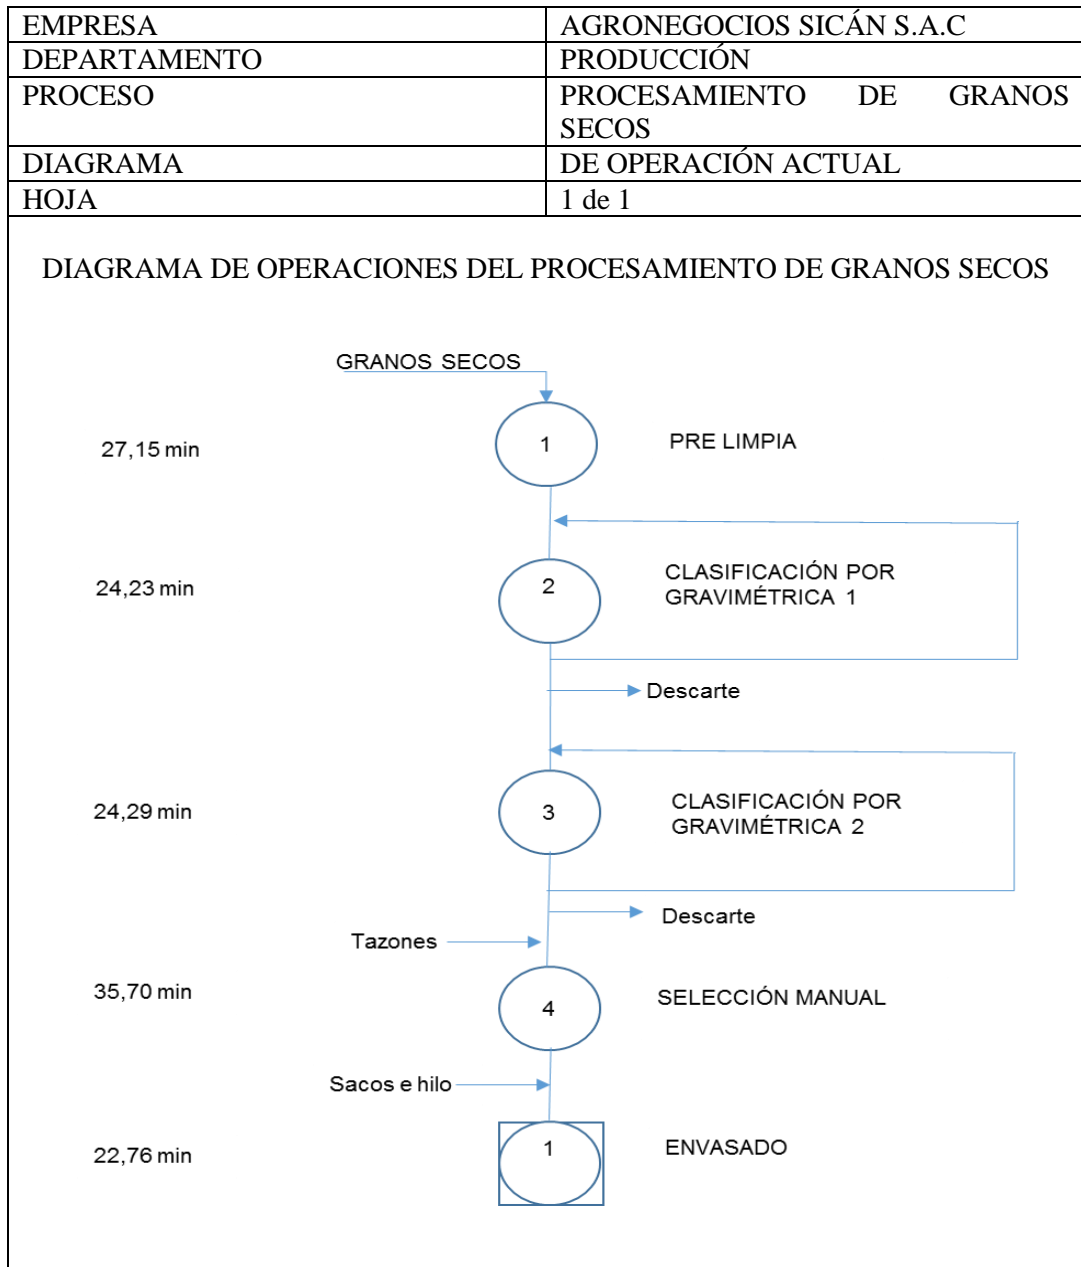 EMPRESA AGRONEGOCIOS SICÁN S.A.C
DEPARTAMENTO PRODUCCIÓN
PROCESO PROCESAMIENTO DE GRANOS
SECOS
DIAGRAMA DE OPERACIÓN ACTUAL
HOJA 1 de 1
DIAGRAMA DE OPERACIONES DEL PROCESAMIENTO DE GRANOS SECOS
GRANOS SECOS
27,15 min 1 PRE LIMPIA
24,23 min 2 CLASIFICACIÓN POR
GRAVIMÉTRICA 1
Descarte
24,29 min 3 CLASIFICACIÓN POR
GRAVIMÉTRICA 2
Descarte
Tazones
35,70 min 4 SELECCIÓN MANUAL
Sacos e hilo
22,76 min 1 ENVASADO